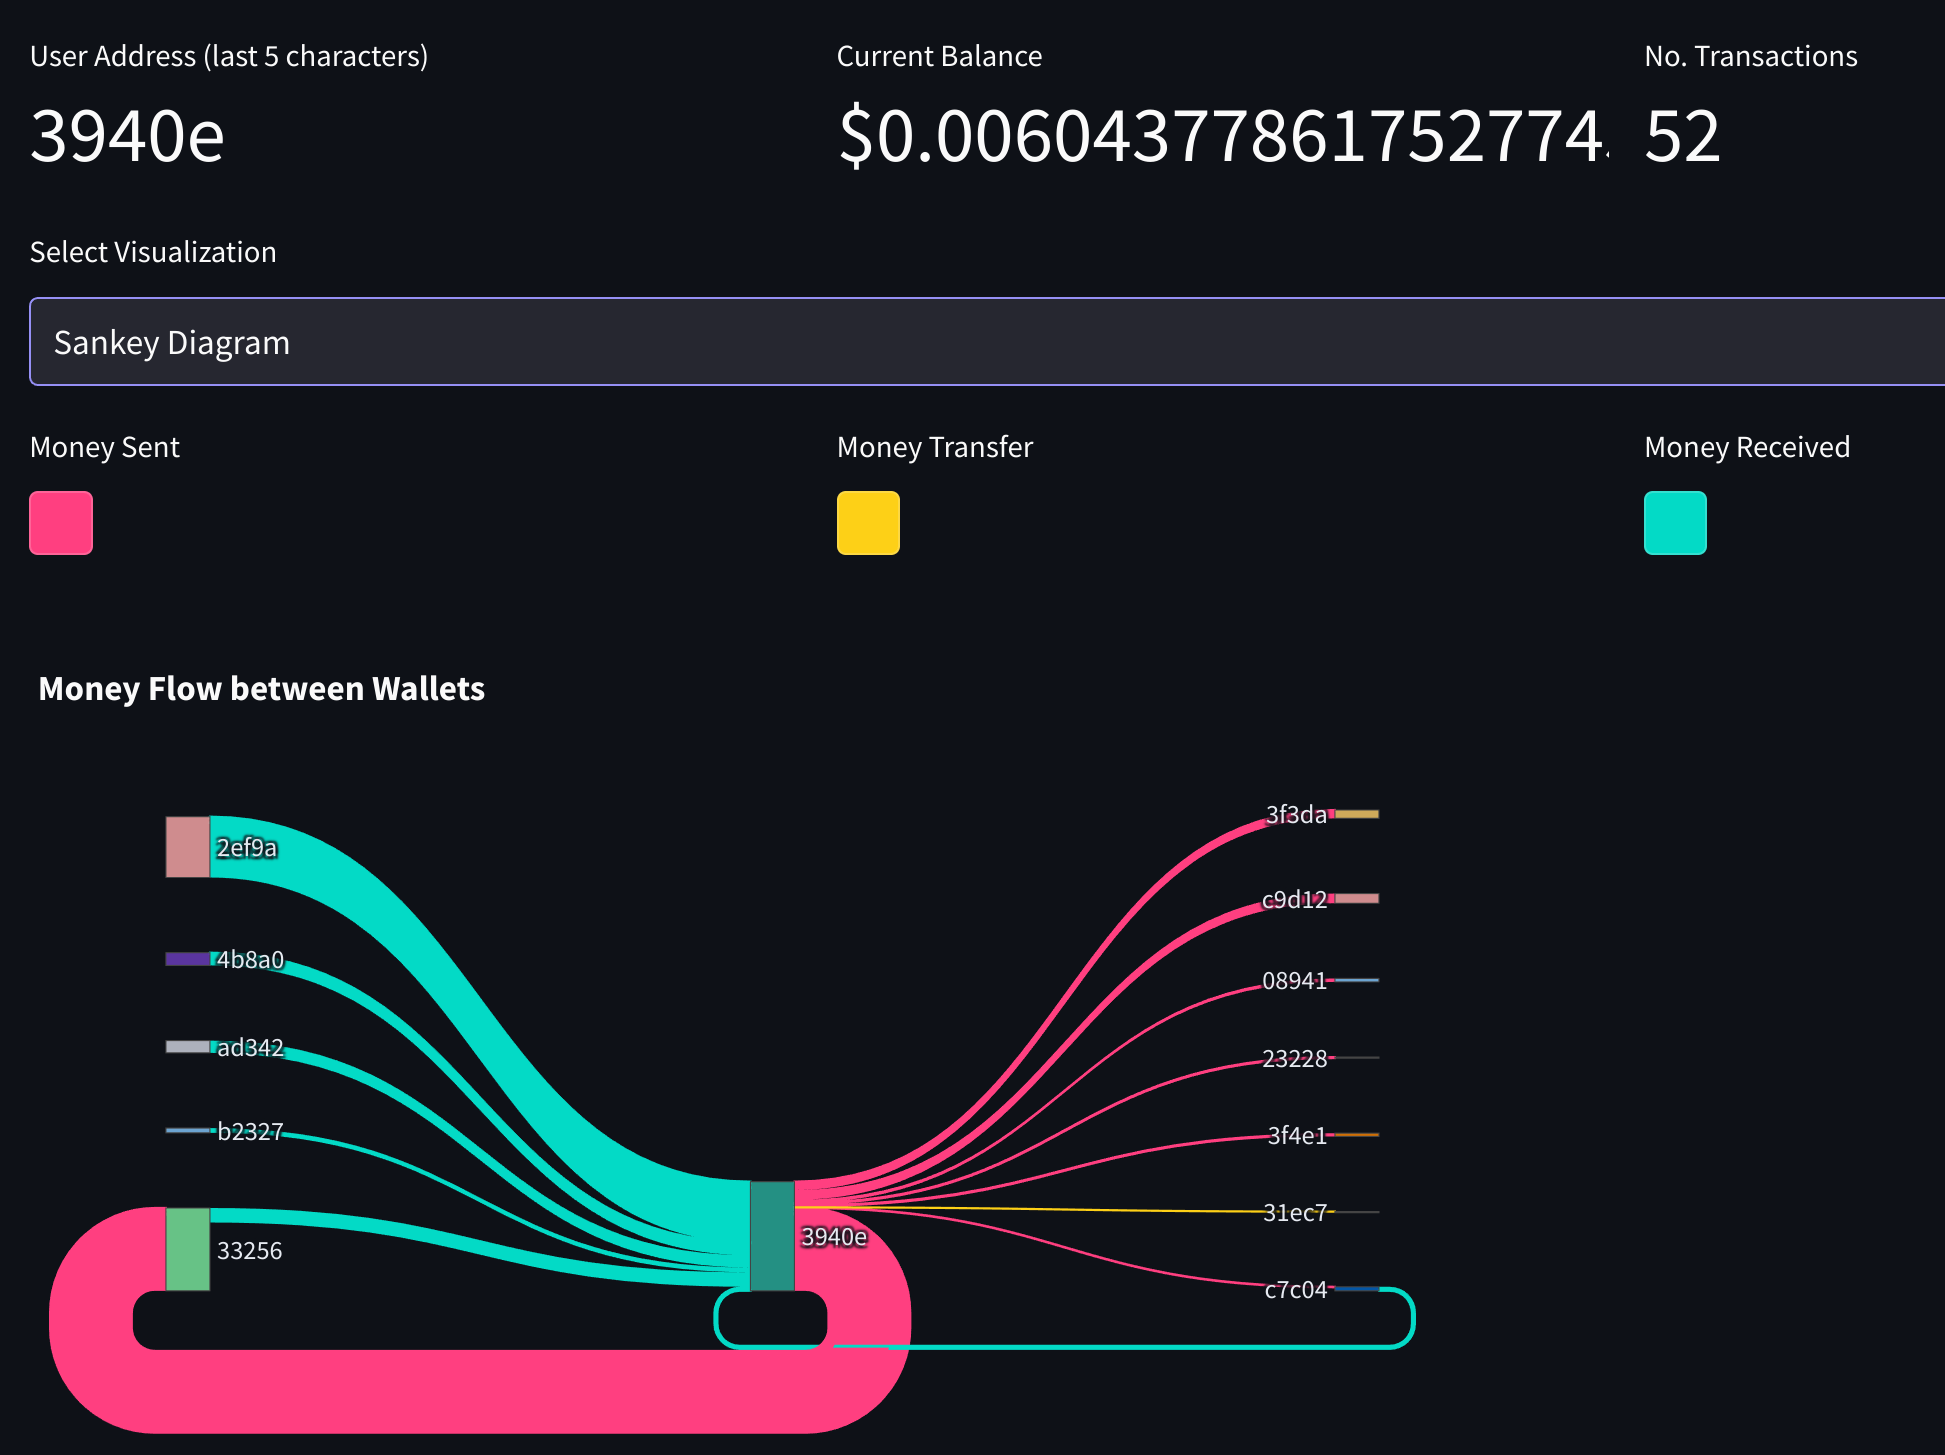 User Address (last 5 characters)
Current Balance
No. Transactions
3940e
$0.00604377861752774.
52
Select Visualization
Sankey Diagram
Money Sent
Money Transfer
Money Received
Money Flow between Wallets
2ef9a
4b8a0
ad342
b2327
33256
3940e
3f3da
c9d12
08941
23228
3f4e1
31ec7
c7c04